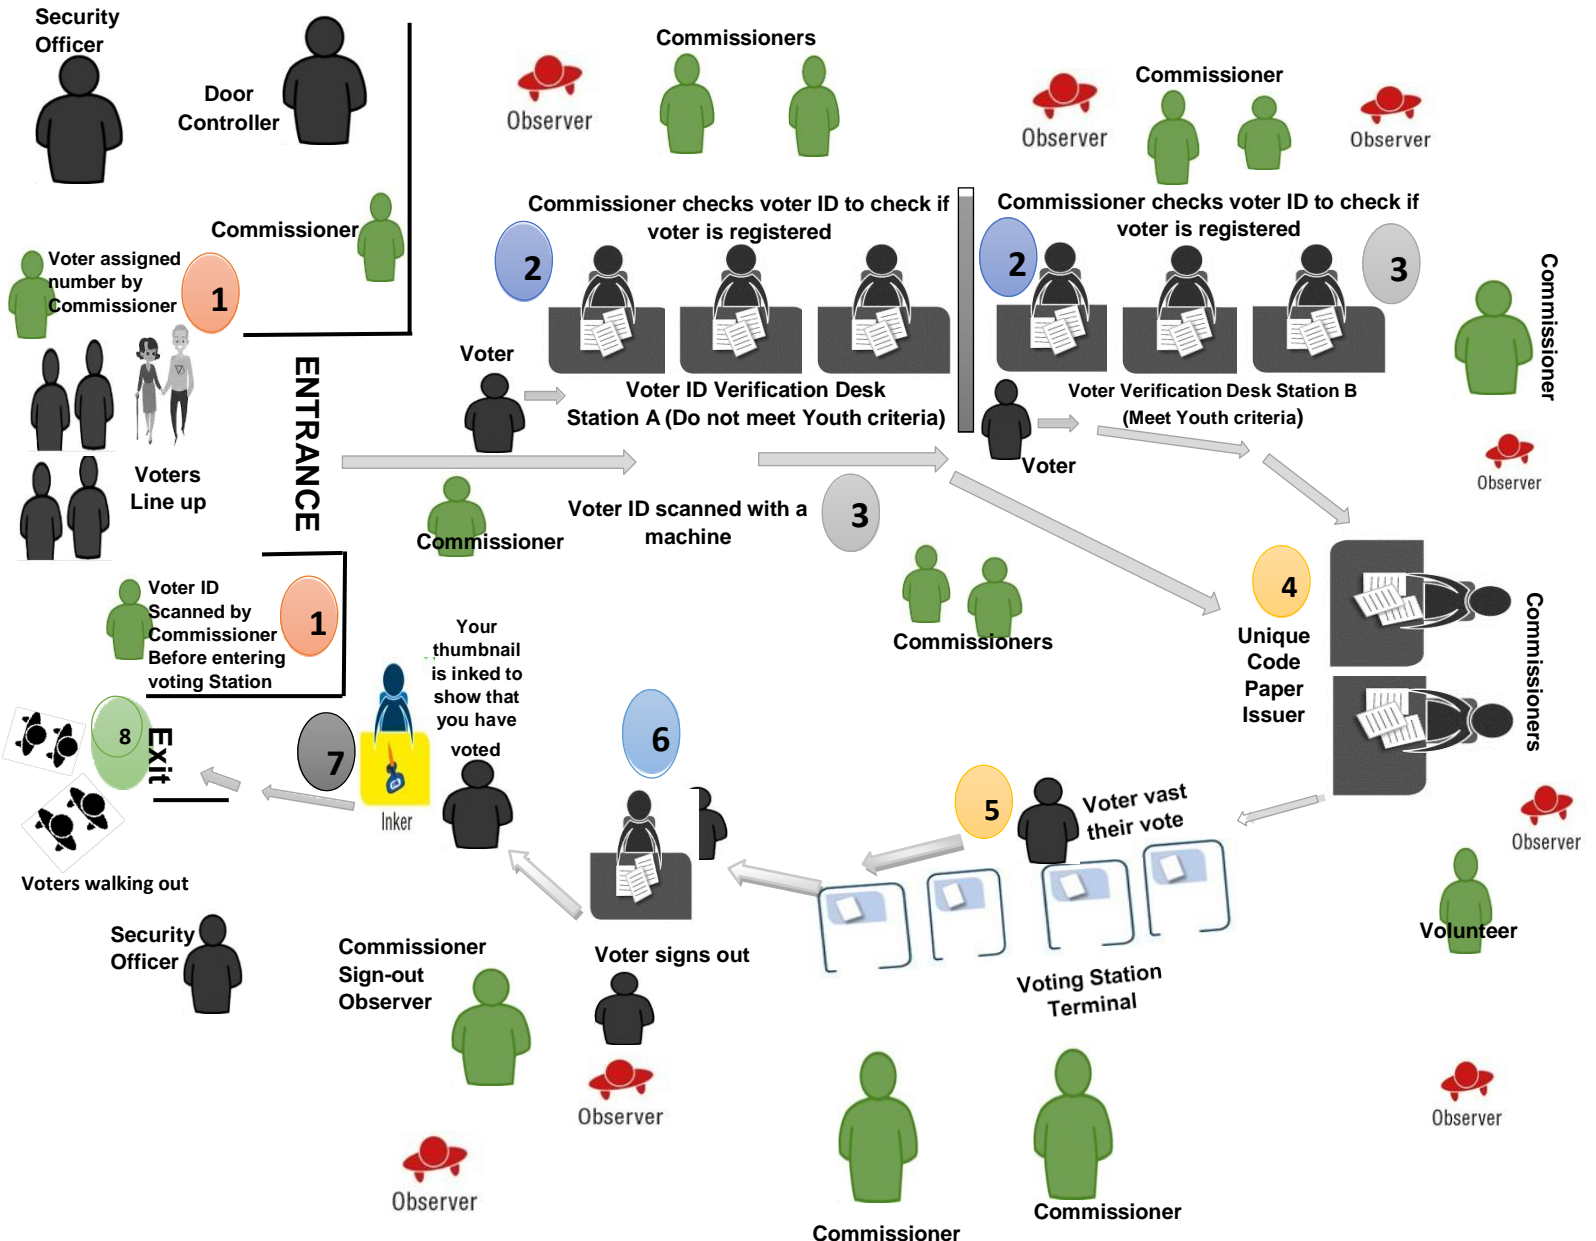 Security
Officer
Door
Controller
Commissioner
Voter assigned
number by
Commissioner
1
Voters
Line up
ENTRANCE
Voter ID
Scanned by
Commissioner
Before entering
voting Station
1
Observer
Commissioners
Commissioner checks voter ID to check if
voter is registered
2
Voter
Voter ID Verification Desk
Station A (Do not meet Youth criteria)
Commissioner
Voter ID scanned with a
machine
3
Commissioners
Observer
Commissioner
Observer
Commissioner checks voter ID to check if
voter is registered
2
3
Voter Verification Desk Station B
(Meet Youth criteria)
Voter
Commissioner
Observer
4
Unique
Code
Paper
Issuer
Commissioners
Observer
Volunteer
Observer
5
Voter vast
their vote
Voting Station
Terminal
Commissioner
Commissioner
6
Voter signs out
Observer
Commissioner
Sign-out
Observer
Observer
Your
thumbnail
is inked to
show that
you have
voted
7
Inker
8
Exit
Voters walking out
Security
Officer